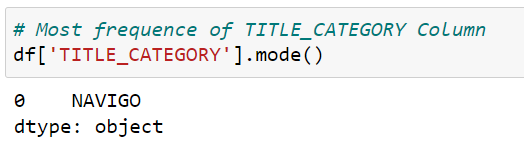 # Most frequence of TITLE_CATEGORY Column
df['TITLE_CATEGORY'].mode()
0    NAVIGO
dtype: object